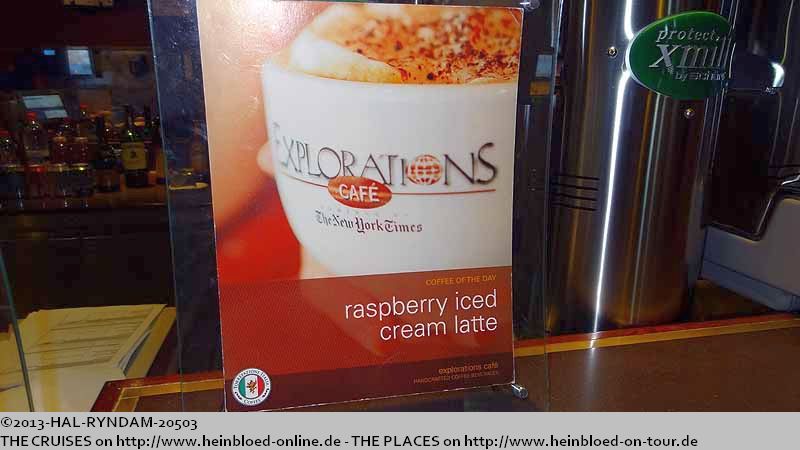 EXPLORATIONS
CAFÉ
POWERED BY
The New York Times
COFFEE OF THE DAY
raspberry iced
cream latte
explorations café
HANDCRAFTED COFFEE BEVERAGES
protect
xmill
©2013-HAL-RYNDAM-20503
THE CRUISES on http://www.heinbloed-online.de - THE PLACES on http://www.heinbloed-on-tour.de